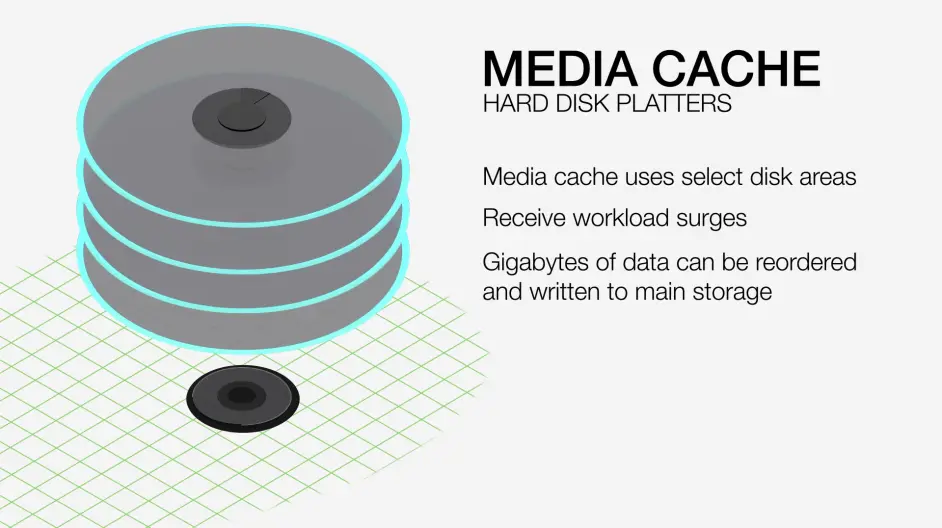 MEDIA CACHE
HARD DISK PLATTERS
Media cache uses select disk areas
Receive workload surges
Gigabytes of data can be reordered
and written to main storage